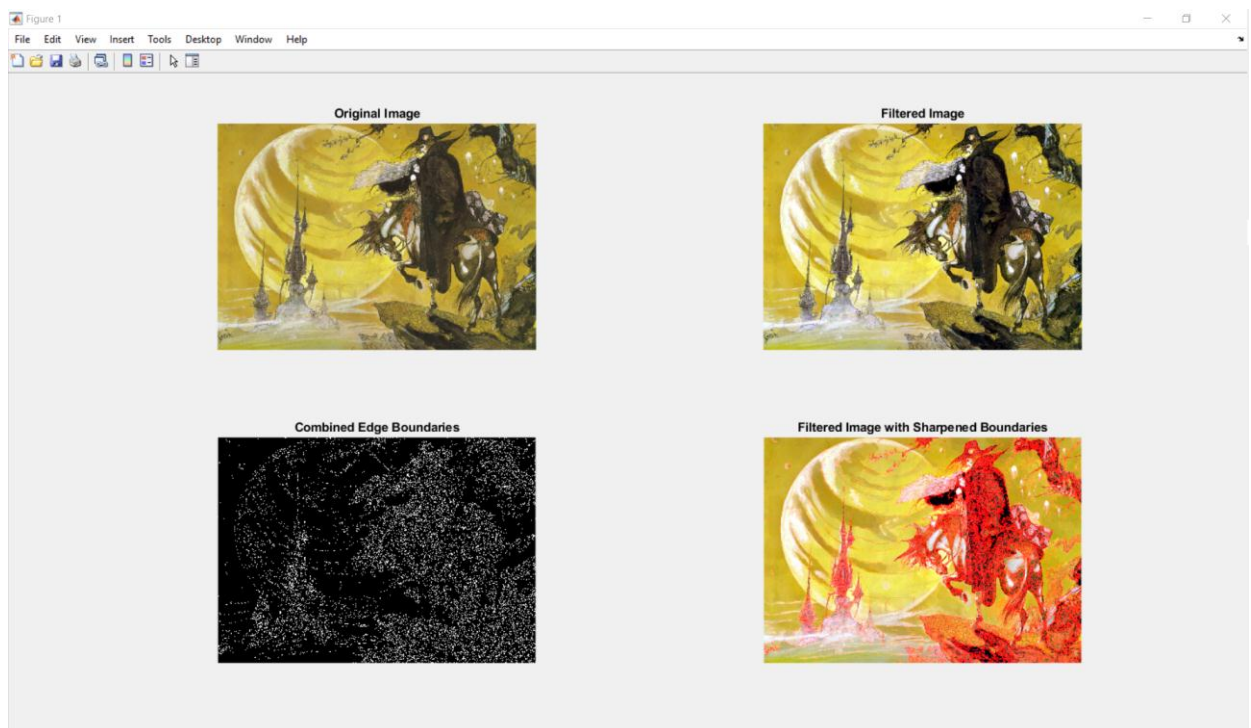 Figure 1
File Edit View Insert Tools Desktop Window Help
Original Image
Filtered Image
Combined Edge Boundaries
Filtered Image with Sharpened Boundaries